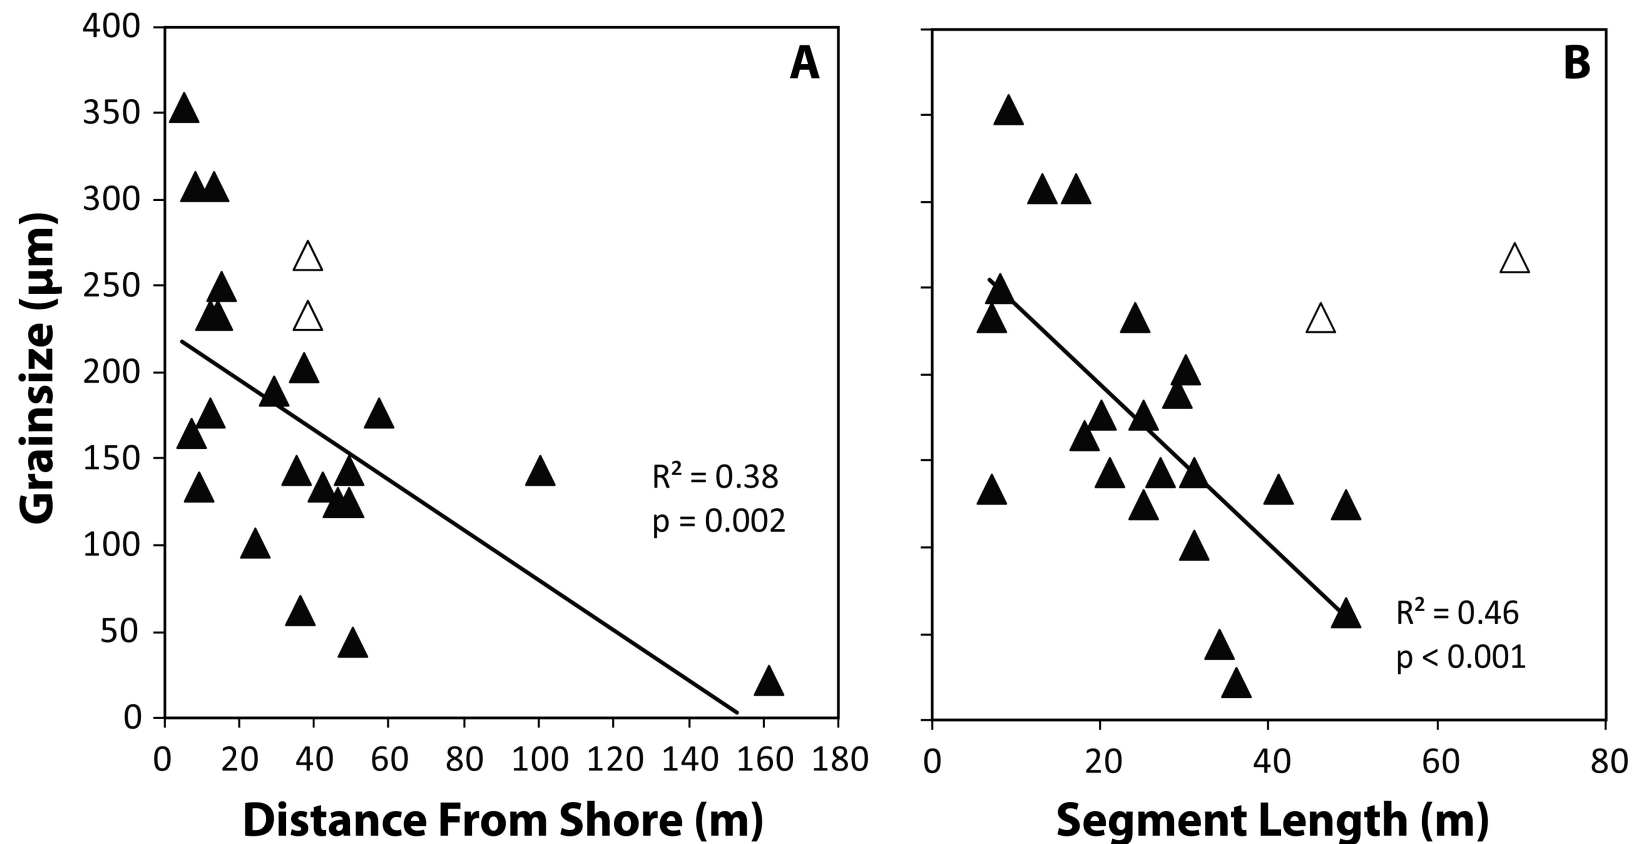 A
400
350
300
250
200
150
100
50
0
Grainsize (µm)
R² = 0.38
p = 0.002
0 20 40 60 80 100 120 140 160 180
Distance From Shore (m)
B
R² = 0.46
p < 0.001
0 20 40 60 80
Segment Length (m)